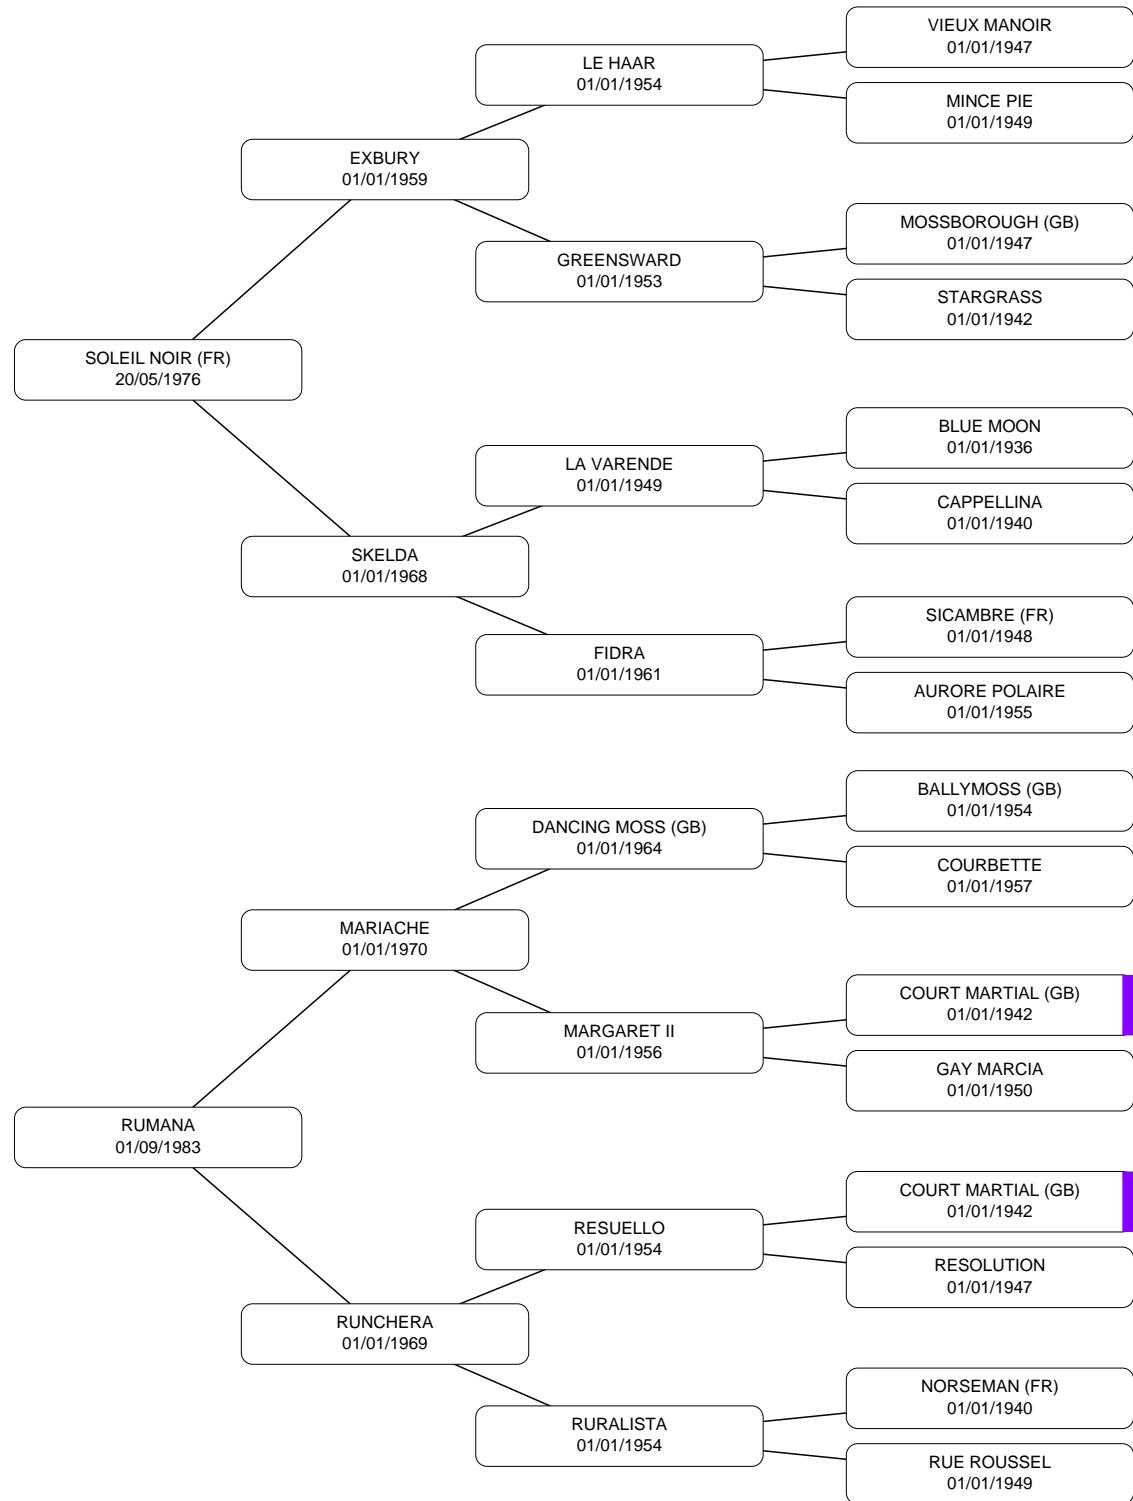 VIEUX MANOIR
01/01/1947
LE HAAR
01/01/1954
MINCE PIE
01/01/1949
EXBURY
01/01/1959
MOSSBOROUGH (GB)
01/01/1947
GREENSWARD
01/01/1953
STARGRASS
01/01/1942
SOLEIL NOIR (FR)
20/05/1976
BLUE MOON
01/01/1936
LA VARENDE
01/01/1949
CAPPELLINA
01/01/1940
SKELDA
01/01/1968
SICAMBRE (FR)
01/01/1948
FIDRA
01/01/1961
AURORE POLAIRE
01/01/1955
BALLYMOSS (GB)
01/01/1954
DANCING MOSS (GB)
01/01/1964
COURBETTE
01/01/1957
MARIACHE
01/01/1970
COURT MARTIAL (GB)
01/01/1942
MARGARET II
01/01/1956
GAY MARCIA
01/01/1950
RUMANA
01/09/1983
COURT MARTIAL (GB)
01/01/1942
RESUELLO
01/01/1954
RESOLUTION
01/01/1947
RUNCHERA
01/01/1969
NORSEMAN (FR)
01/01/1940
RURALISTA
01/01/1954
RUE ROUSSEL
01/01/1949